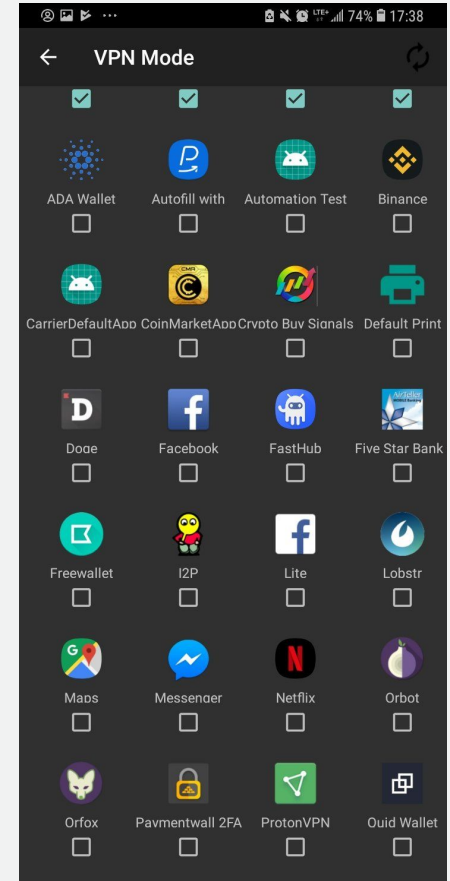 74% 17:38
VPN Mode
ADA Wallet Autofill with Automation Test Binance
CarrierDefaultApp CoinMarketApp Crypto Buy Signals Default Print
Doge Facebook FastHub Five Star Bank
Freewallet I2P Lite Lobstr
Maps Messenger Netflix Orbot
Orfox Paymentwall 2FA ProtonVPN Quid Wallet